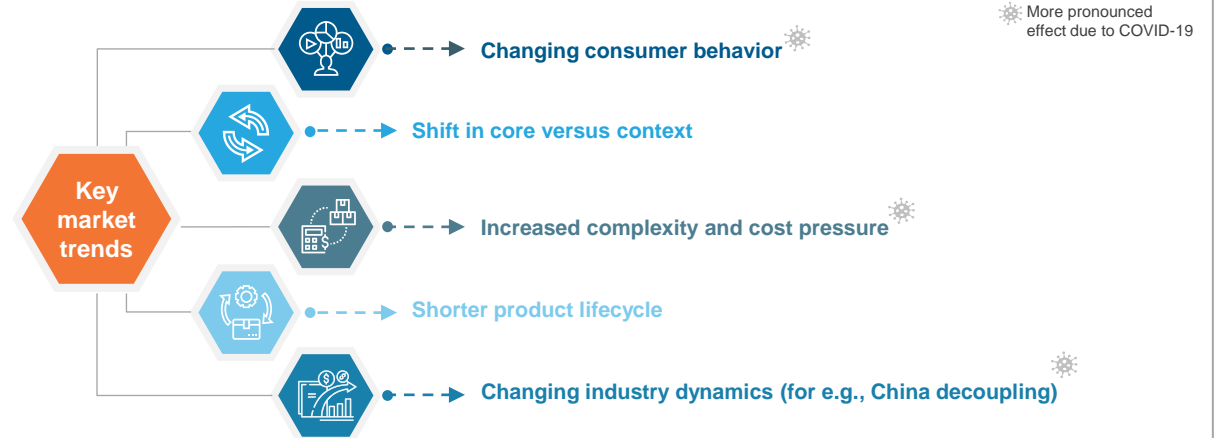 More pronounced
effect due to COVID-19
Changing consumer behavior
Shift in core versus context
Key
market
trends
Increased complexity and cost pressure
Shorter product lifecycle
Changing industry dynamics (for e.g., China decoupling)